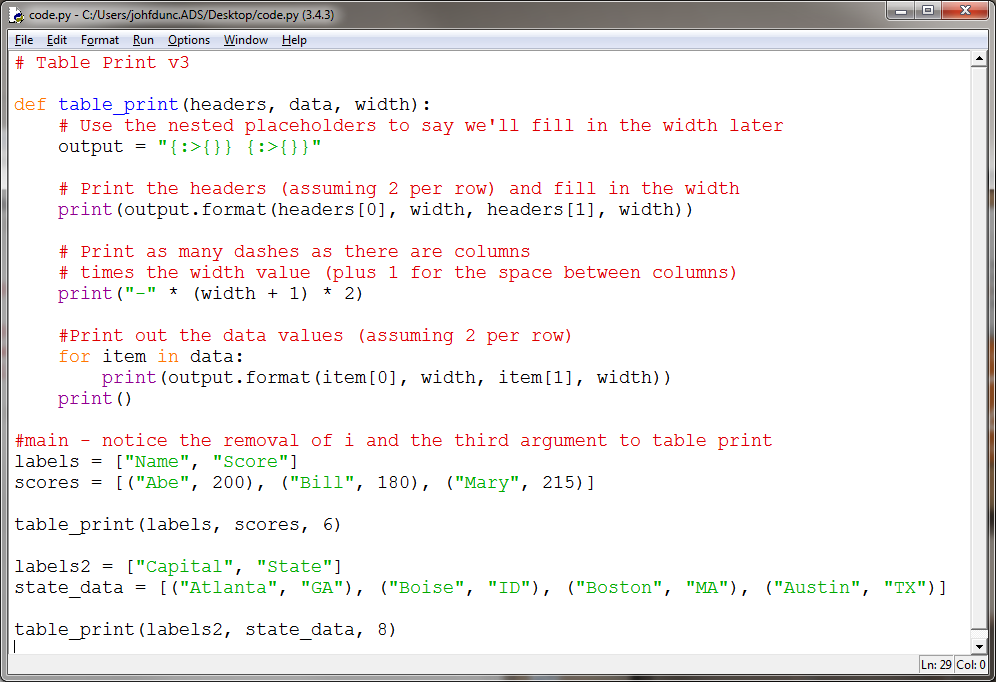 code.py - C:/Users/johfdunc.ADS/Desktop/code.py (3.4.3)
File Edit Format Run Options Window Help
# Table Print v3

def table_print(headers, data, width):
    # Use the nested placeholders to say we'll fill in the width later
    output = "{:>{}} {:>{}}"

    # Print the headers (assuming 2 per row) and fill in the width
    print(output.format(headers[0], width, headers[1], width))

    # Print as many dashes as there are columns
    # times the width value (plus 1 for the space between columns)
    print("-" * (width + 1) * 2)

    #Print out the data values (assuming 2 per row)
    for item in data:
        print(output.format(item[0], width, item[1], width))
    print()

#main - notice the removal of i and the third argument to table print
labels = ["Name", "Score"]
scores = [("Abe", 200), ("Bill", 180), ("Mary", 215)]

table_print(labels, scores, 6)

labels2 = ["Capital", "State"]
state_data = [("Atlanta", "GA"), ("Boise", "ID"), ("Boston", "MA"), ("Austin", "TX")]

table_print(labels2, state_data, 8)
Ln: 29 Col: 0